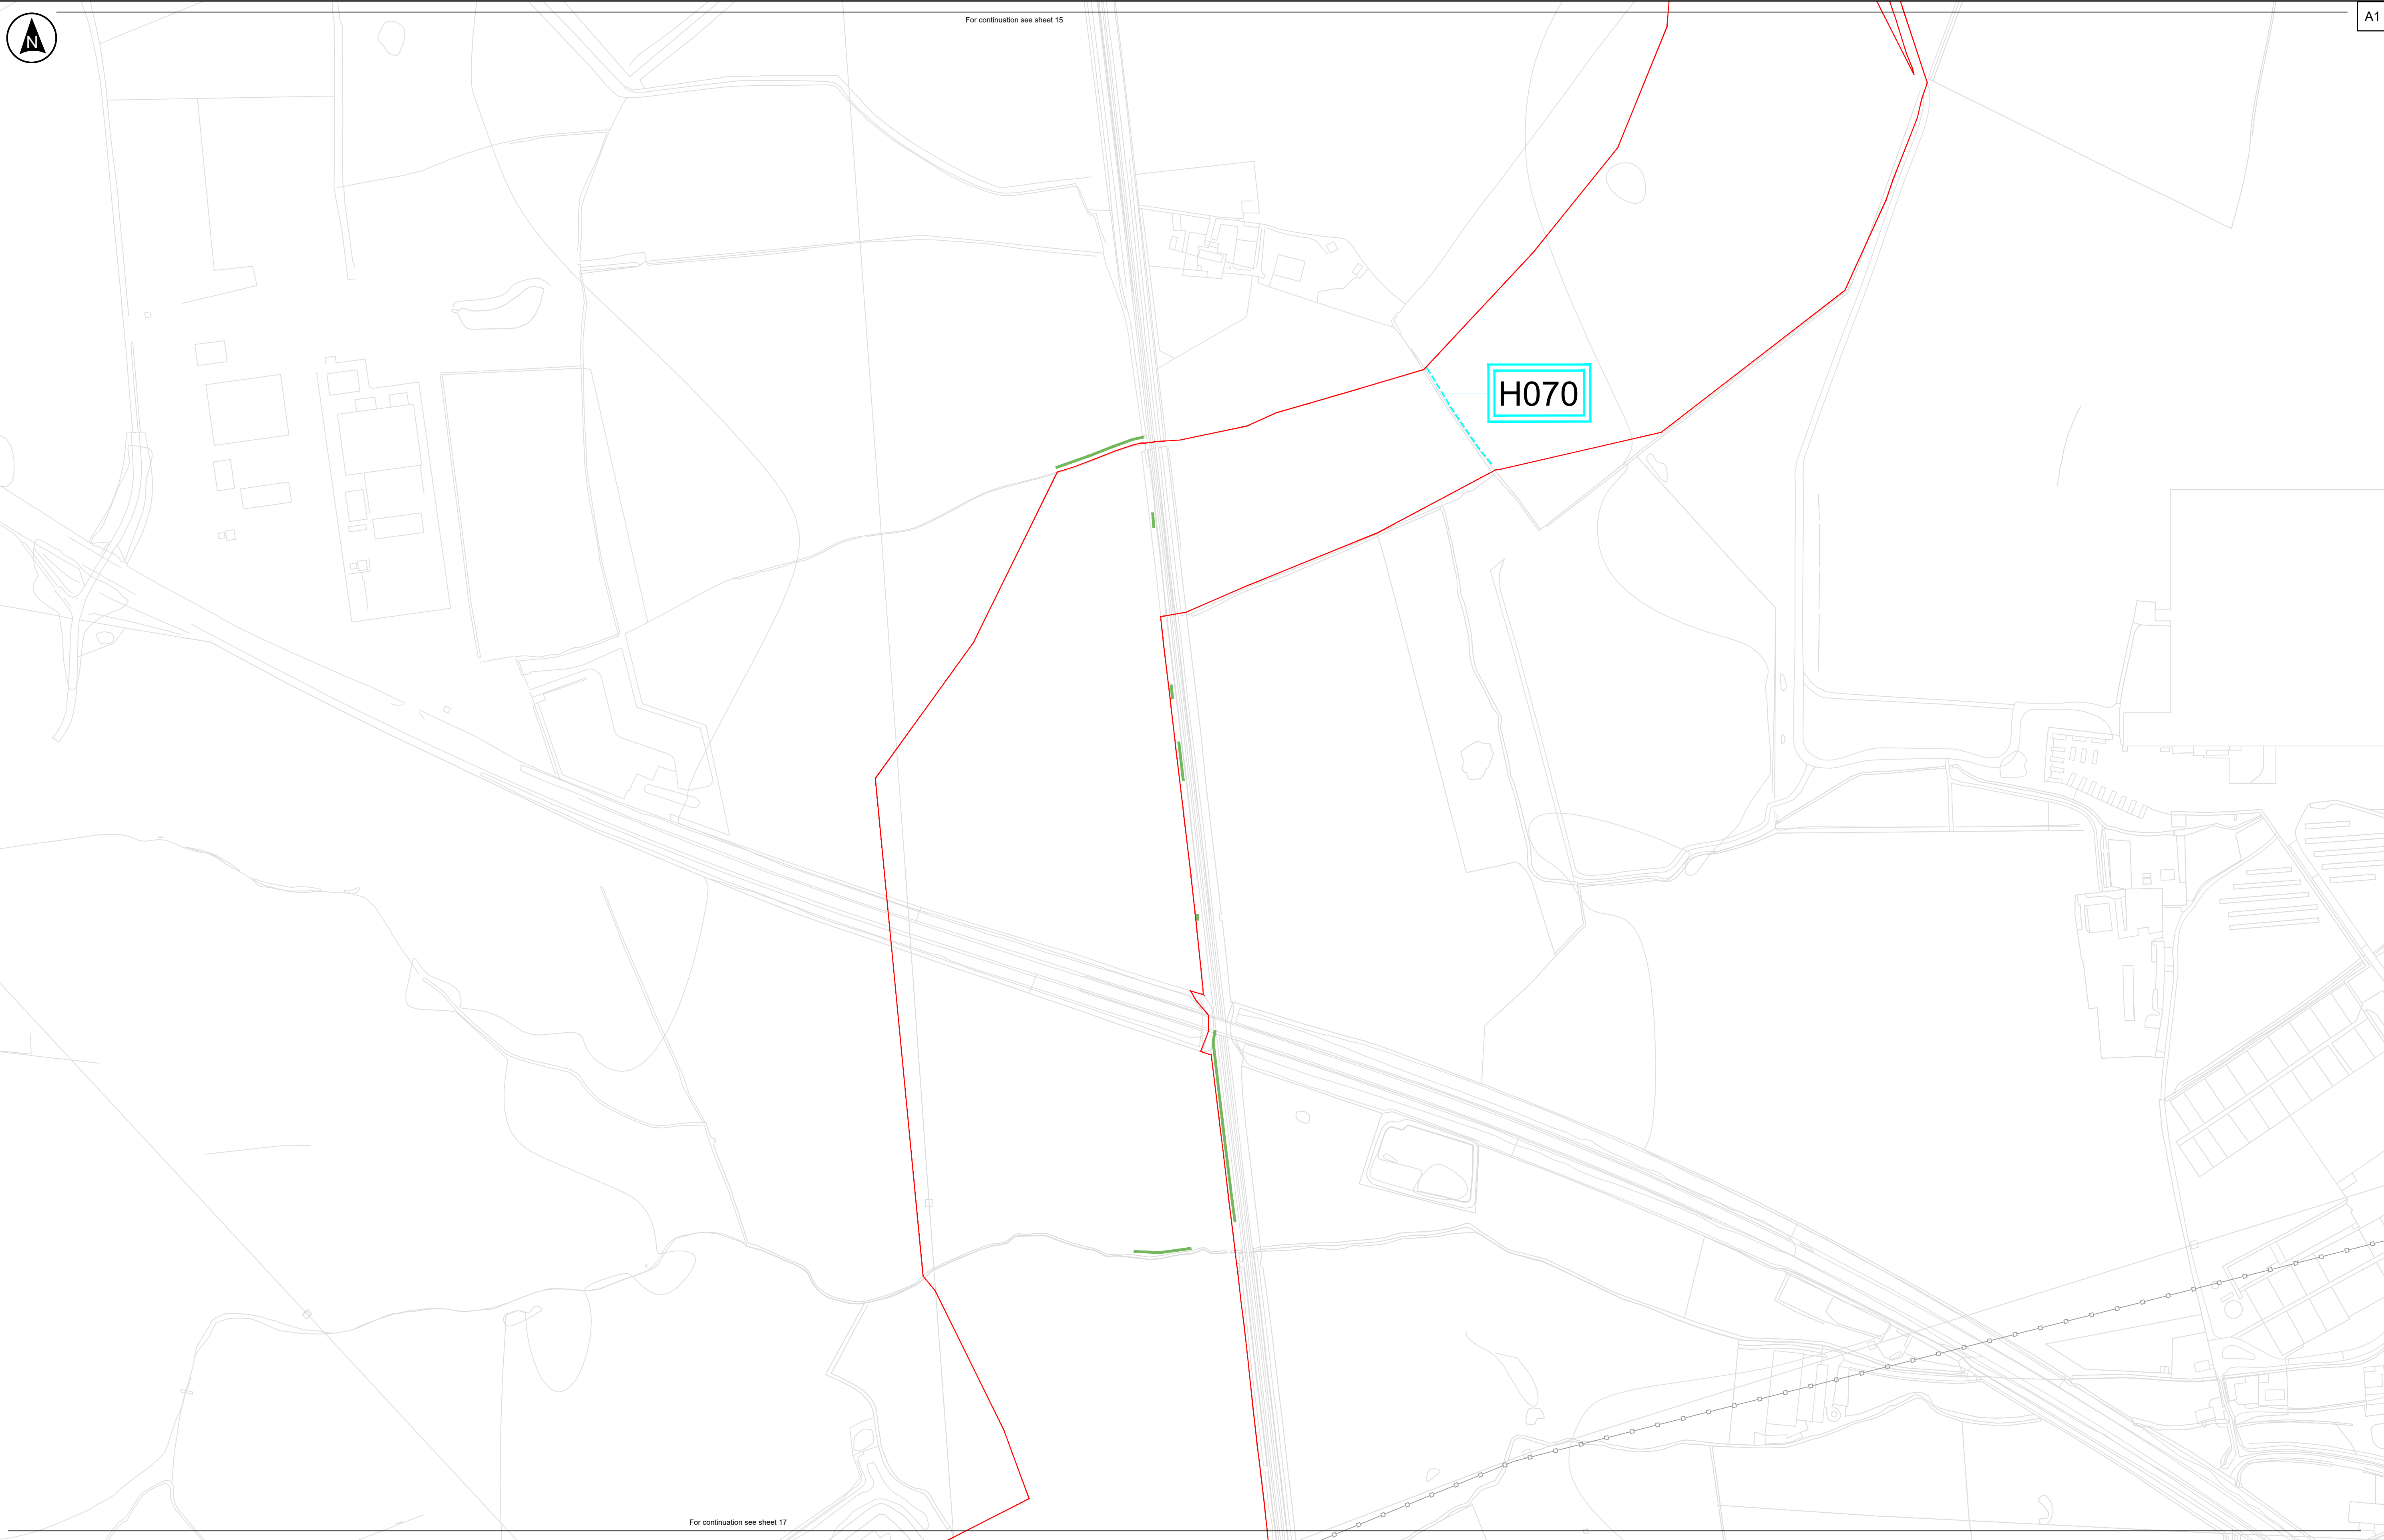 For continuation see sheet 15
A1
N
H070
For continuation see sheet 17